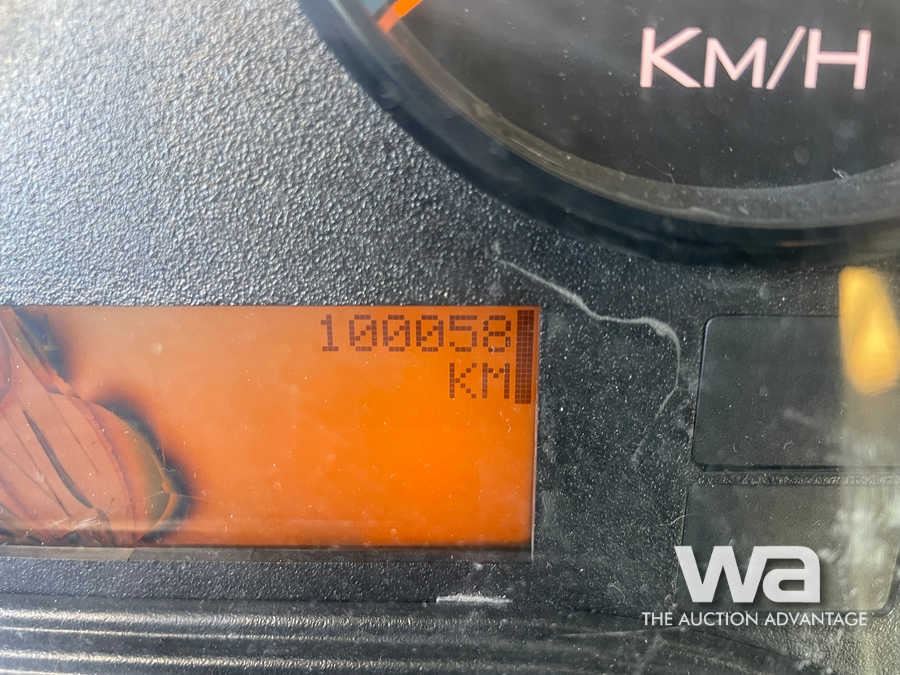 KM/H
100058
KM
wa
THE AUCTION ADVANTAGE